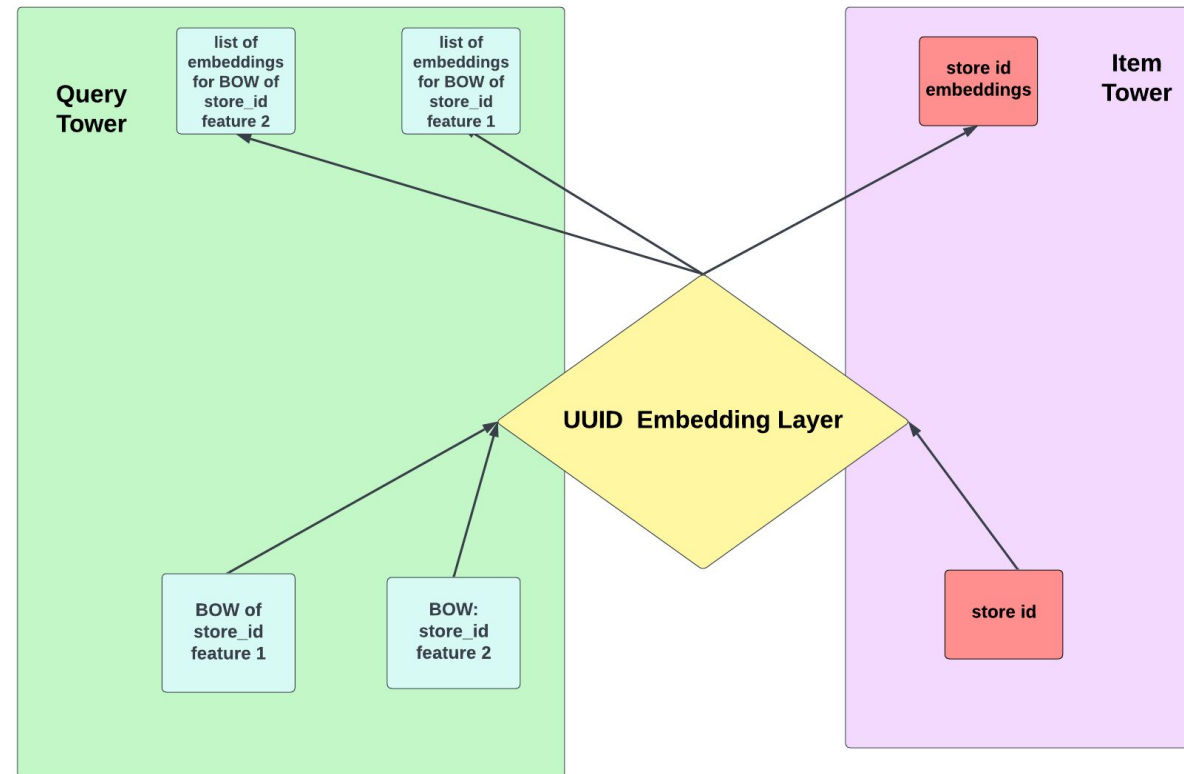 Query
Tower
list of
embeddings
for BOW of
store_id
feature 2
list of
embeddings
for BOW of
store_id
feature 1
store id
embeddings
Item
Tower
UUID  Embedding Layer
BOW of
store_id
feature 1
BOW:
store_id
feature 2
store id